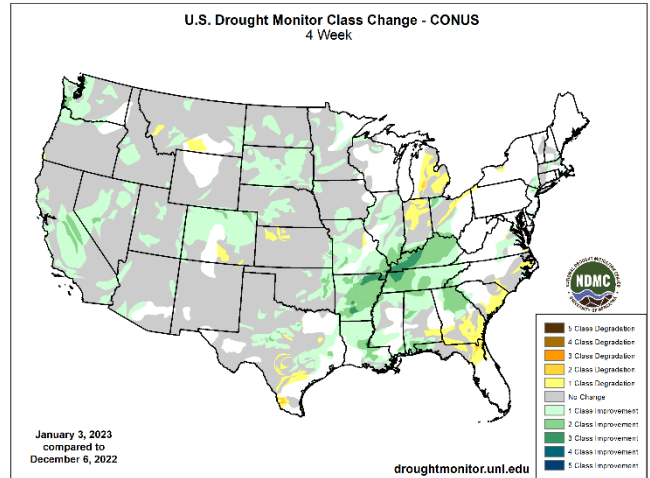 U.S. Drought Monitor Class Change - CONUS
4 Week
NDMC
5 Class Degradation
4 Class Degradation
3 Class Degradation
2 Class Degradation
1 Class Degradation
No Change
1 Class Improvement
2 Class Improvement
3 Class Improvement
4 Class Improvement
5 Class Improvement
January 3, 2023
compared to
December 6, 2022
droughtmonitor.unl.edu